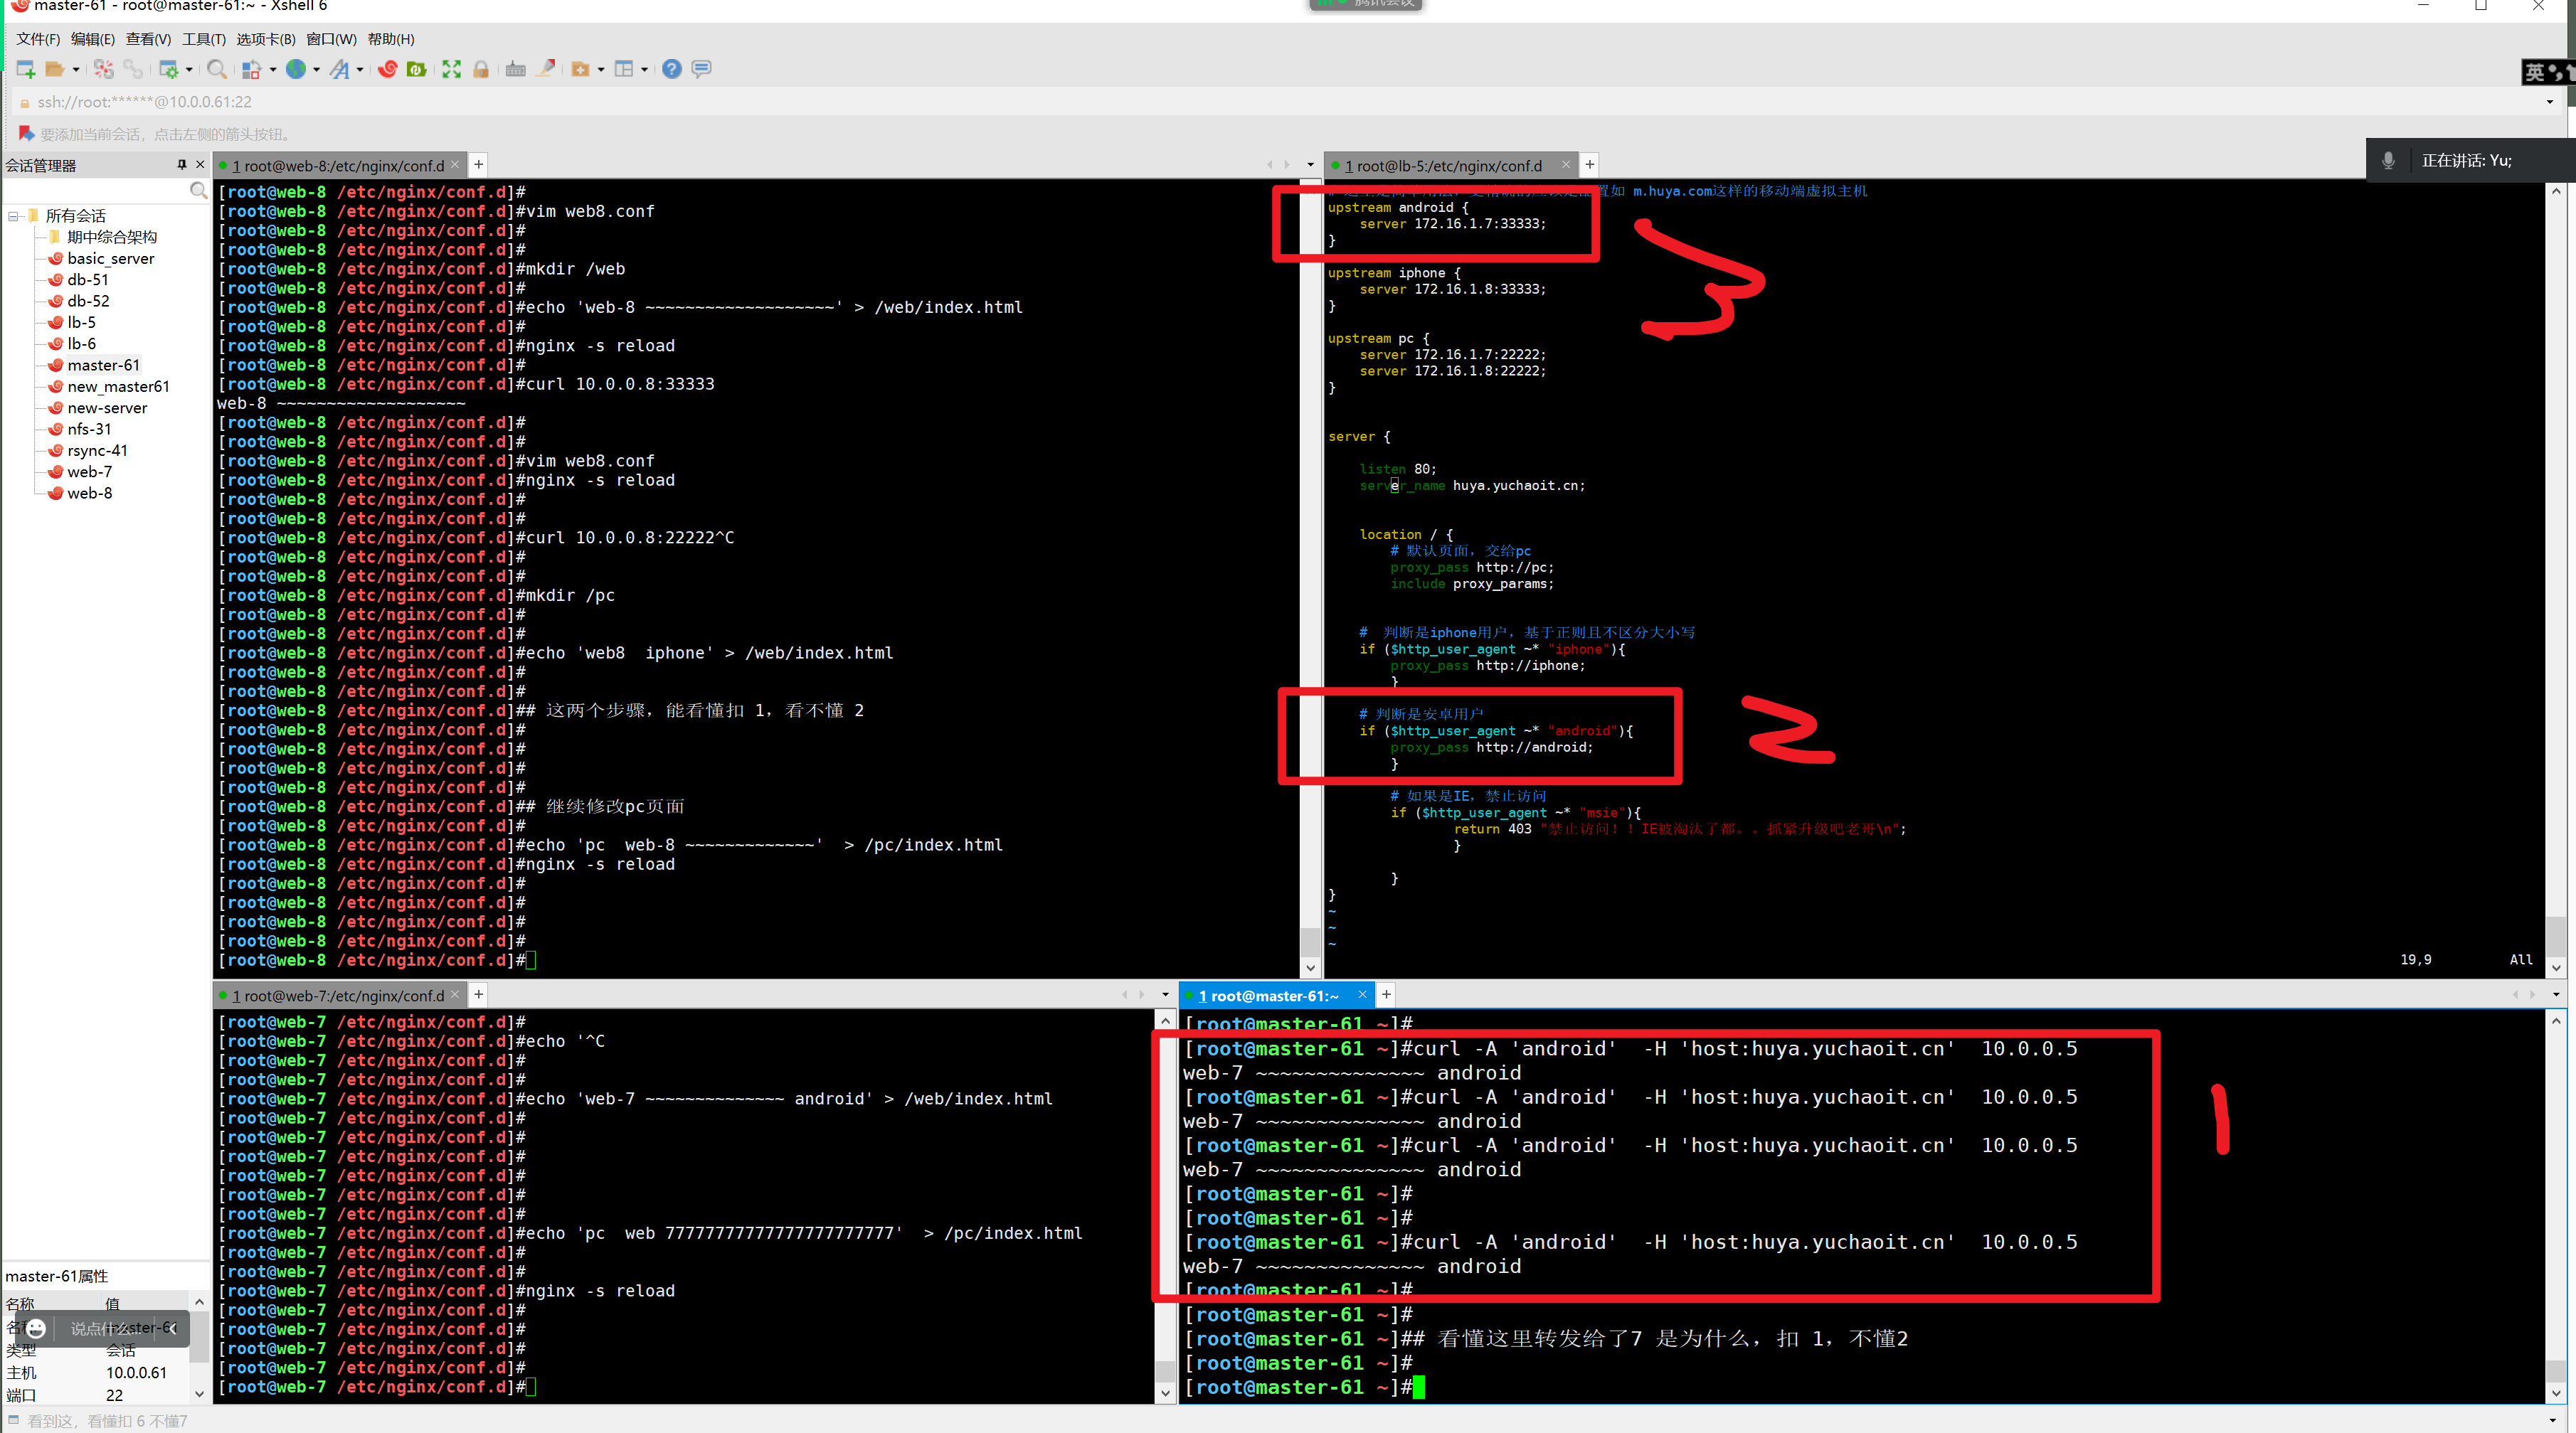 master-61 - root@master-61:~ - Xshell 6
腾讯会议
文件(F) 编辑(E) 查看(V) 工具(T) 选项卡(B) 窗口(W) 帮助(H)
英
ssh://root:******@10.0.0.61:22
要添加当前会话，点击左侧的箭头按钮。
正在讲话: Yu;
会话管理器
所有会话
期中综合架构
basic_server
db-51
db-52
lb-5
lb-6
master-61
new_master61
new-server
nfs-31
rsync-41
web-7
web-8
master-61属性
名称 值
说点什么...
类型 会话
主机 10.0.0.61
端口 22
1 root@web-8:/etc/nginx/conf.d
[root@web-8 /etc/nginx/conf.d]#
[root@web-8 /etc/nginx/conf.d]#vim web8.conf
[root@web-8 /etc/nginx/conf.d]#
[root@web-8 /etc/nginx/conf.d]#
[root@web-8 /etc/nginx/conf.d]#mkdir /web
[root@web-8 /etc/nginx/conf.d]#
[root@web-8 /etc/nginx/conf.d]#echo 'web-8 ~~~~~~~~~~~~~~~~~~~' > /web/index.html
[root@web-8 /etc/nginx/conf.d]#
[root@web-8 /etc/nginx/conf.d]#nginx -s reload
[root@web-8 /etc/nginx/conf.d]#
[root@web-8 /etc/nginx/conf.d]#curl 10.0.0.8:33333
web-8 ~~~~~~~~~~~~~~~~~~~
[root@web-8 /etc/nginx/conf.d]#
[root@web-8 /etc/nginx/conf.d]#
[root@web-8 /etc/nginx/conf.d]#vim web8.conf
[root@web-8 /etc/nginx/conf.d]#nginx -s reload
[root@web-8 /etc/nginx/conf.d]#
[root@web-8 /etc/nginx/conf.d]#
[root@web-8 /etc/nginx/conf.d]#curl 10.0.0.8:22222^C
[root@web-8 /etc/nginx/conf.d]#
[root@web-8 /etc/nginx/conf.d]#
[root@web-8 /etc/nginx/conf.d]#mkdir /pc
[root@web-8 /etc/nginx/conf.d]#
[root@web-8 /etc/nginx/conf.d]#
[root@web-8 /etc/nginx/conf.d]#echo 'web8  iphone' > /web/index.html
[root@web-8 /etc/nginx/conf.d]#
[root@web-8 /etc/nginx/conf.d]#
[root@web-8 /etc/nginx/conf.d]## 这两个步骤，能看懂扣 1，看不懂 2
[root@web-8 /etc/nginx/conf.d]#
[root@web-8 /etc/nginx/conf.d]#
[root@web-8 /etc/nginx/conf.d]#
[root@web-8 /etc/nginx/conf.d]#
[root@web-8 /etc/nginx/conf.d]## 继续修改pc页面
[root@web-8 /etc/nginx/conf.d]#
[root@web-8 /etc/nginx/conf.d]#echo 'pc  web-8 ~~~~~~~~~~~~~'  > /pc/index.html
[root@web-8 /etc/nginx/conf.d]#nginx -s reload
[root@web-8 /etc/nginx/conf.d]#
[root@web-8 /etc/nginx/conf.d]#
[root@web-8 /etc/nginx/conf.d]#
[root@web-8 /etc/nginx/conf.d]#
[root@web-8 /etc/nginx/conf.d]#
1 root@lb-5:/etc/nginx/conf.d
置如 m.huya.com这样的移动端虚拟主机
upstream android {
server 172.16.1.7:33333;
}
upstream iphone {
server 172.16.1.8:33333;
}
3
upstream pc {
server 172.16.1.7:22222;
server 172.16.1.8:22222;
}
server {
listen 80;
server_name huya.yuchaoit.cn;
location / {
# 默认页面，交给pc
proxy_pass http://pc;
include proxy_params;
#  判断是iphone用户，基于正则且不区分大小写
if ($http_user_agent ~* "iphone"){
proxy_pass http://iphone;
}
# 判断是安卓用户
if ($http_user_agent ~* "android"){
proxy_pass http://android;
}
2
# 如果是IE，禁止访问
if ($http_user_agent ~* "msie"){
return 403 "禁止访问！！IE被淘汰了都。。抓紧升级吧老哥\n";
}
}
}
~
~
~
19,9 All
1 root@web-7:/etc/nginx/conf.d
[root@web-7 /etc/nginx/conf.d]#
[root@web-7 /etc/nginx/conf.d]#echo '^C
[root@web-7 /etc/nginx/conf.d]#
[root@web-7 /etc/nginx/conf.d]#
[root@web-7 /etc/nginx/conf.d]#echo 'web-7 ~~~~~~~~~~~~~~ android' > /web/index.html
[root@web-7 /etc/nginx/conf.d]#
[root@web-7 /etc/nginx/conf.d]#
[root@web-7 /etc/nginx/conf.d]#
[root@web-7 /etc/nginx/conf.d]#
[root@web-7 /etc/nginx/conf.d]#
[root@web-7 /etc/nginx/conf.d]#
[root@web-7 /etc/nginx/conf.d]#echo 'pc  web 77777777777777777777777'  > /pc/index.html
[root@web-7 /etc/nginx/conf.d]#
[root@web-7 /etc/nginx/conf.d]#
[root@web-7 /etc/nginx/conf.d]#nginx -s reload
[root@web-7 /etc/nginx/conf.d]#
[root@web-7 /etc/nginx/conf.d]#
[root@web-7 /etc/nginx/conf.d]#
[root@web-7 /etc/nginx/conf.d]#
[root@web-7 /etc/nginx/conf.d]#
1 root@master-61:~
[root@master-61 ~]#
[root@master-61 ~]#curl -A 'android'  -H 'host:huya.yuchaoit.cn'  10.0.0.5
web-7 ~~~~~~~~~~~~~~ android
[root@master-61 ~]#curl -A 'android'  -H 'host:huya.yuchaoit.cn'  10.0.0.5
web-7 ~~~~~~~~~~~~~~ android
[root@master-61 ~]#curl -A 'android'  -H 'host:huya.yuchaoit.cn'  10.0.0.5
web-7 ~~~~~~~~~~~~~~ android
[root@master-61 ~]#
[root@master-61 ~]#
[root@master-61 ~]#curl -A 'android'  -H 'host:huya.yuchaoit.cn'  10.0.0.5
web-7 ~~~~~~~~~~~~~~ android
[root@master-61 ~]#
1
[root@master-61 ~]#
[root@master-61 ~]## 看懂这里转发给了7 是为什么，扣 1，不懂2
[root@master-61 ~]#
[root@master-61 ~]#
看到这，看懂扣 6 不懂7